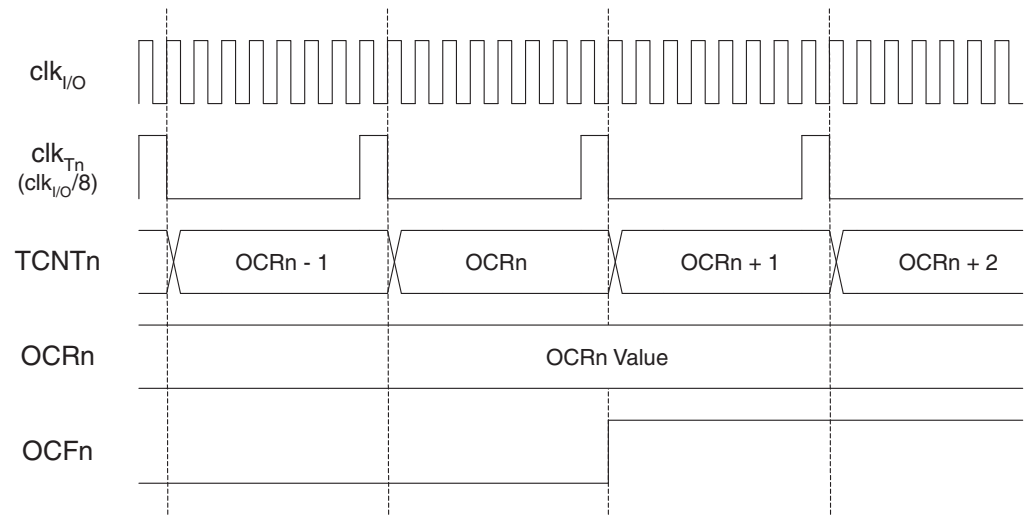 clkI/O
clkTn
(clkI/O/8)
TCNTn
OCRn - 1
OCRn
OCRn + 1
OCRn + 2
OCRn
OCRn Value
OCFn